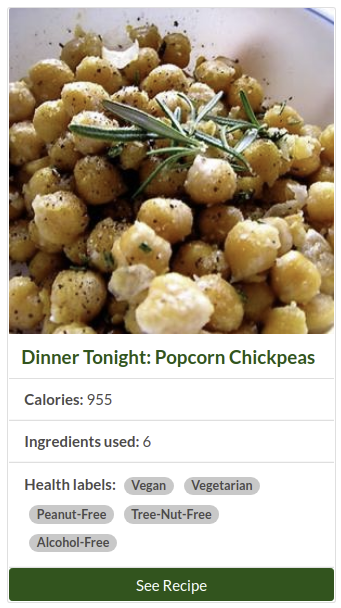 Dinner Tonight: Popcorn Chickpeas
Calories: 955
Ingredients used: 6
Health labels: Vegan Vegetarian
Peanut-Free Tree-Nut-Free
Alcohol-Free
See Recipe